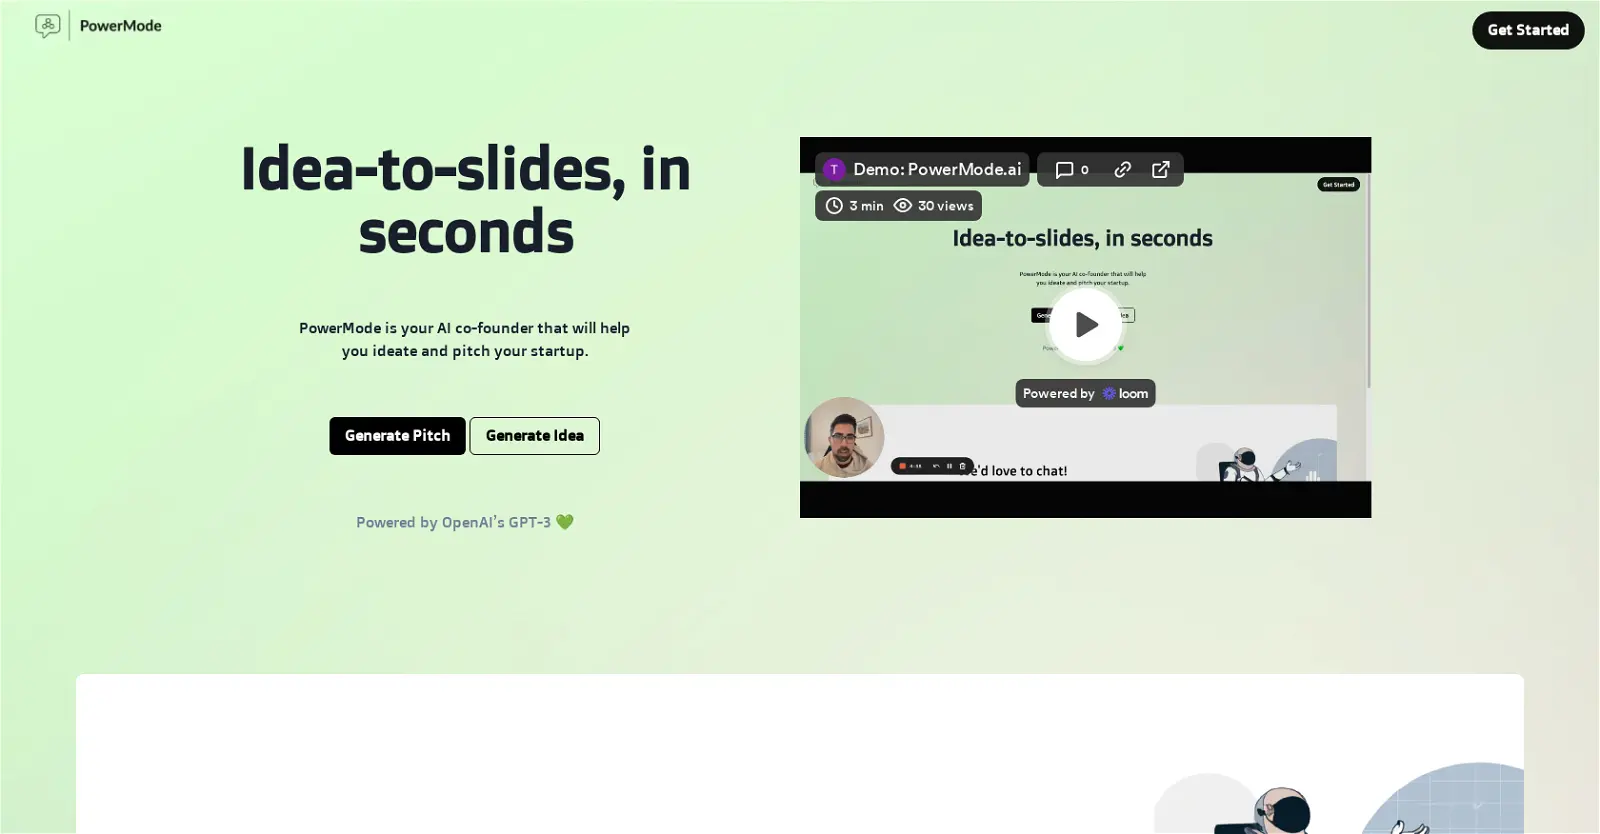 PowerMode
Get Started
Idea-to-slides, in
seconds
PowerMode is your AI co-founder that will help
you ideate and pitch your startup.
Generate Pitch
Generate Idea
Powered by OpenAI's GPT-3 💚
T
Demo: PowerMode.ai
0
3 min
30 views
Get Started
Idea-to-slides, in seconds
PowerMode is your AI co-founder that will help
you ideate and pitch your startup.
Powered by loom
'd love to chat!